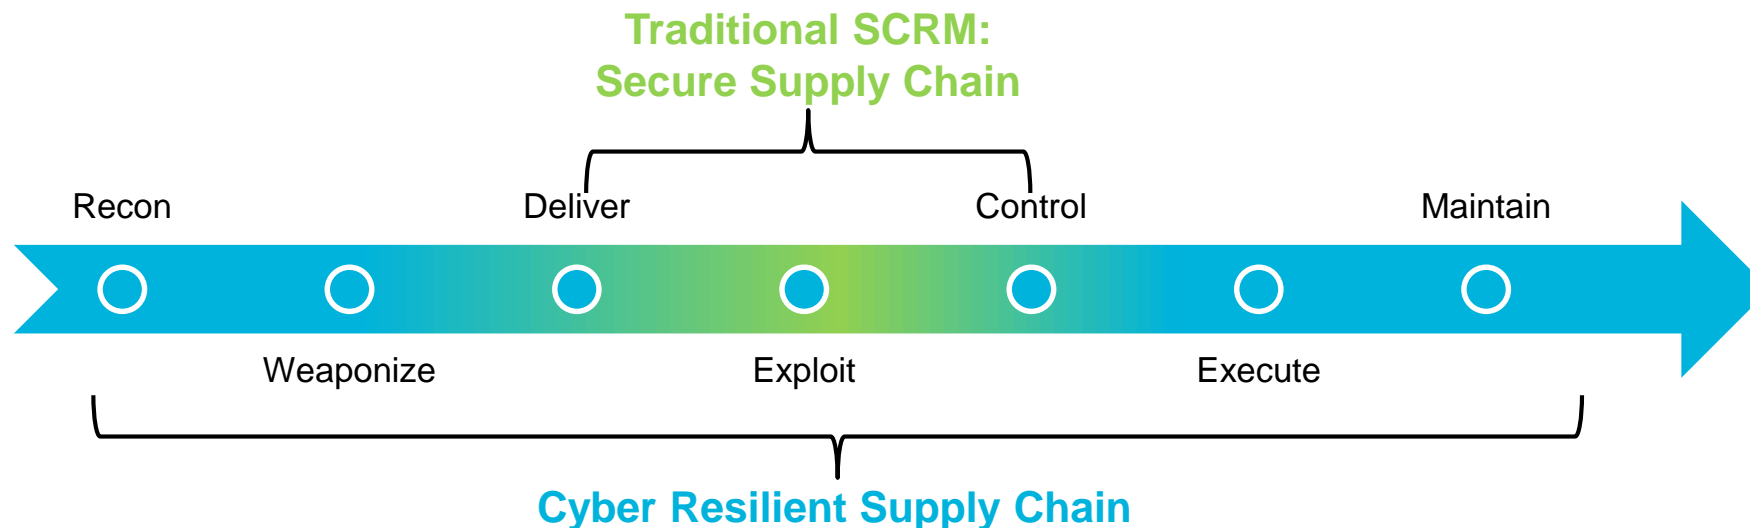 Traditional SCRM:
Secure Supply Chain
Recon
Deliver
Control
Maintain
Weaponize
Exploit
Execute
Cyber Resilient Supply Chain